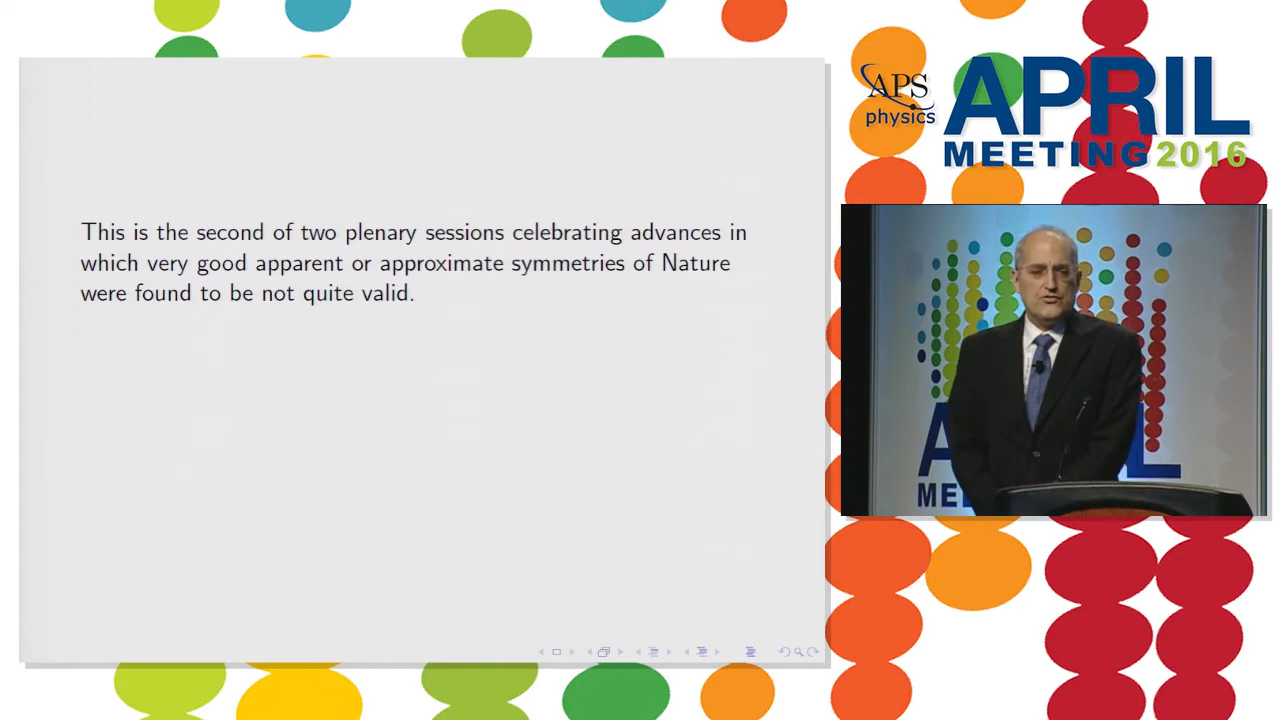 This is the second of two plenary sessions celebrating advances in
which very good apparent or approximate symmetries of Nature
were found to be not quite valid.
APS
physics
APRIL
MEETING 2016